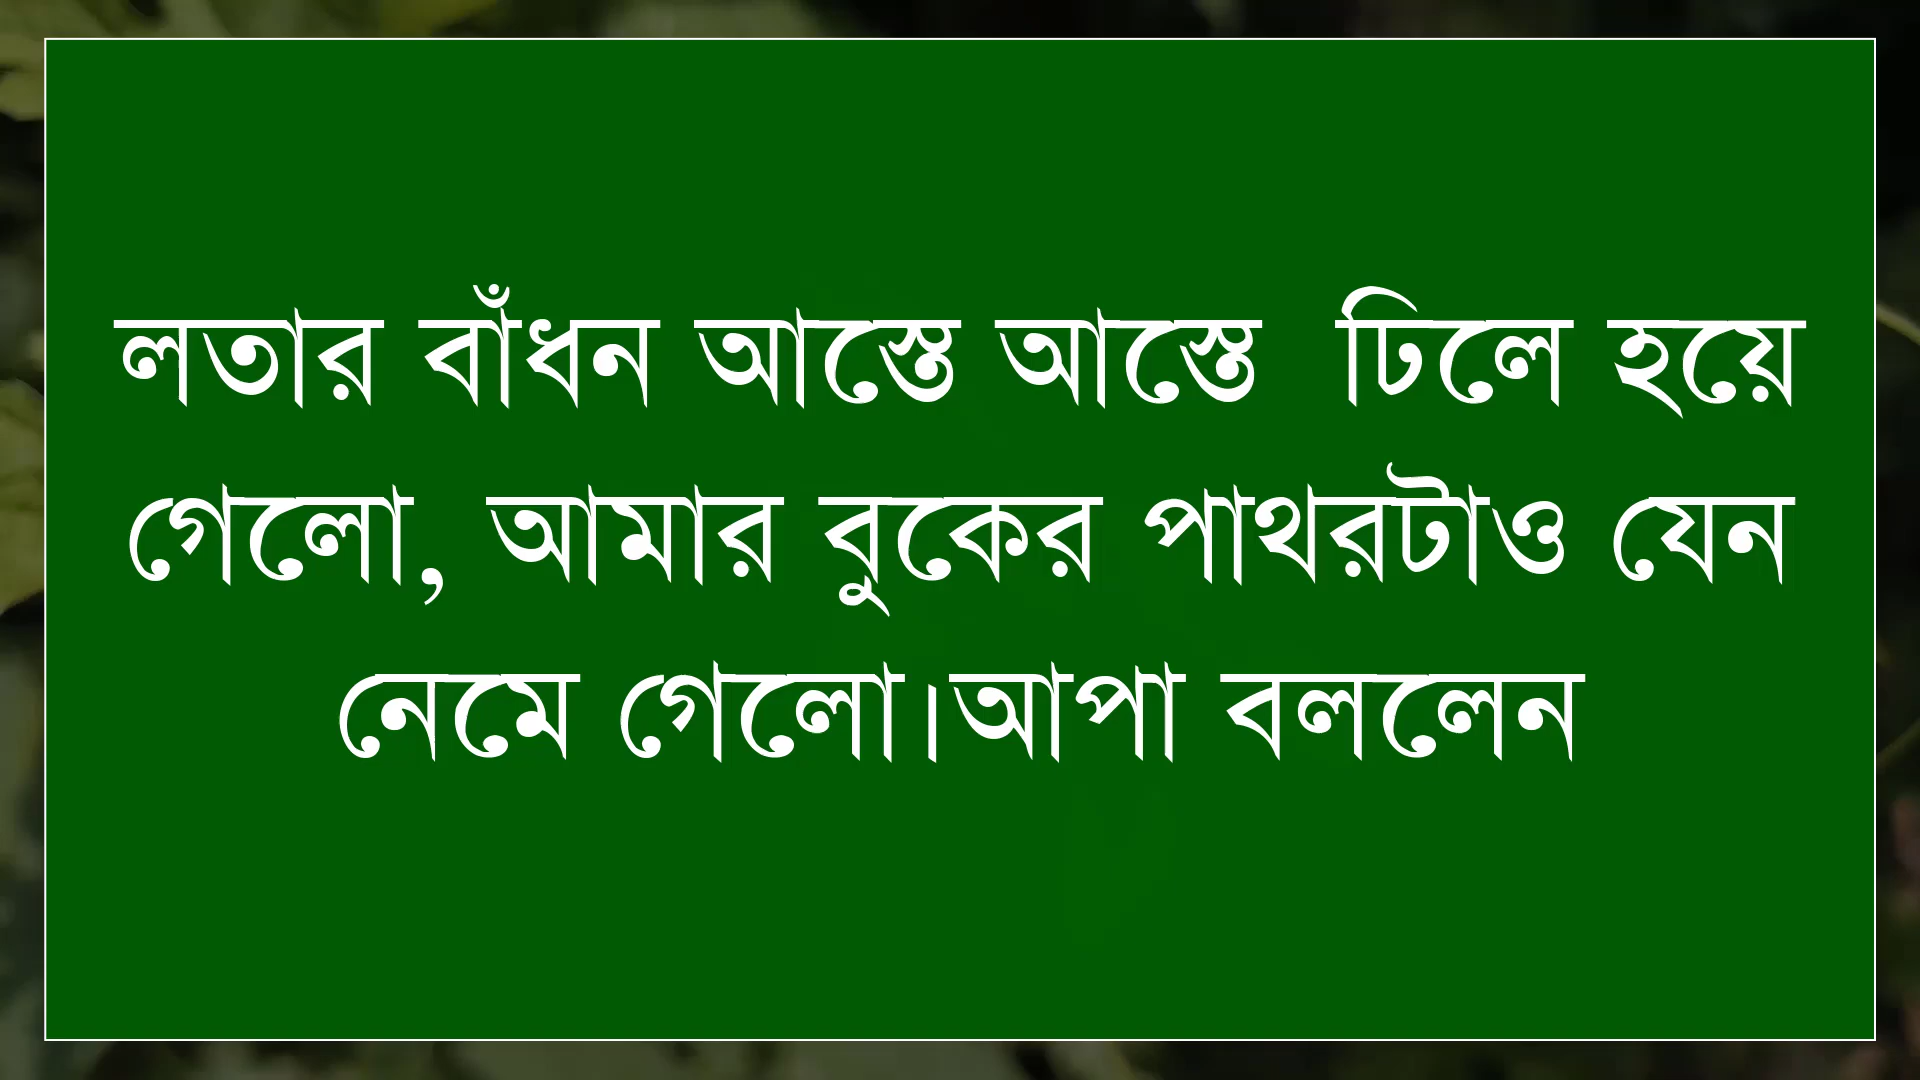 লতার বাঁধন আস্তে আস্তে  ঢিলে হয়ে
গেলো, আমার বুকের পাথরটাও যেন
নেমে গেলো।আপা বললেন